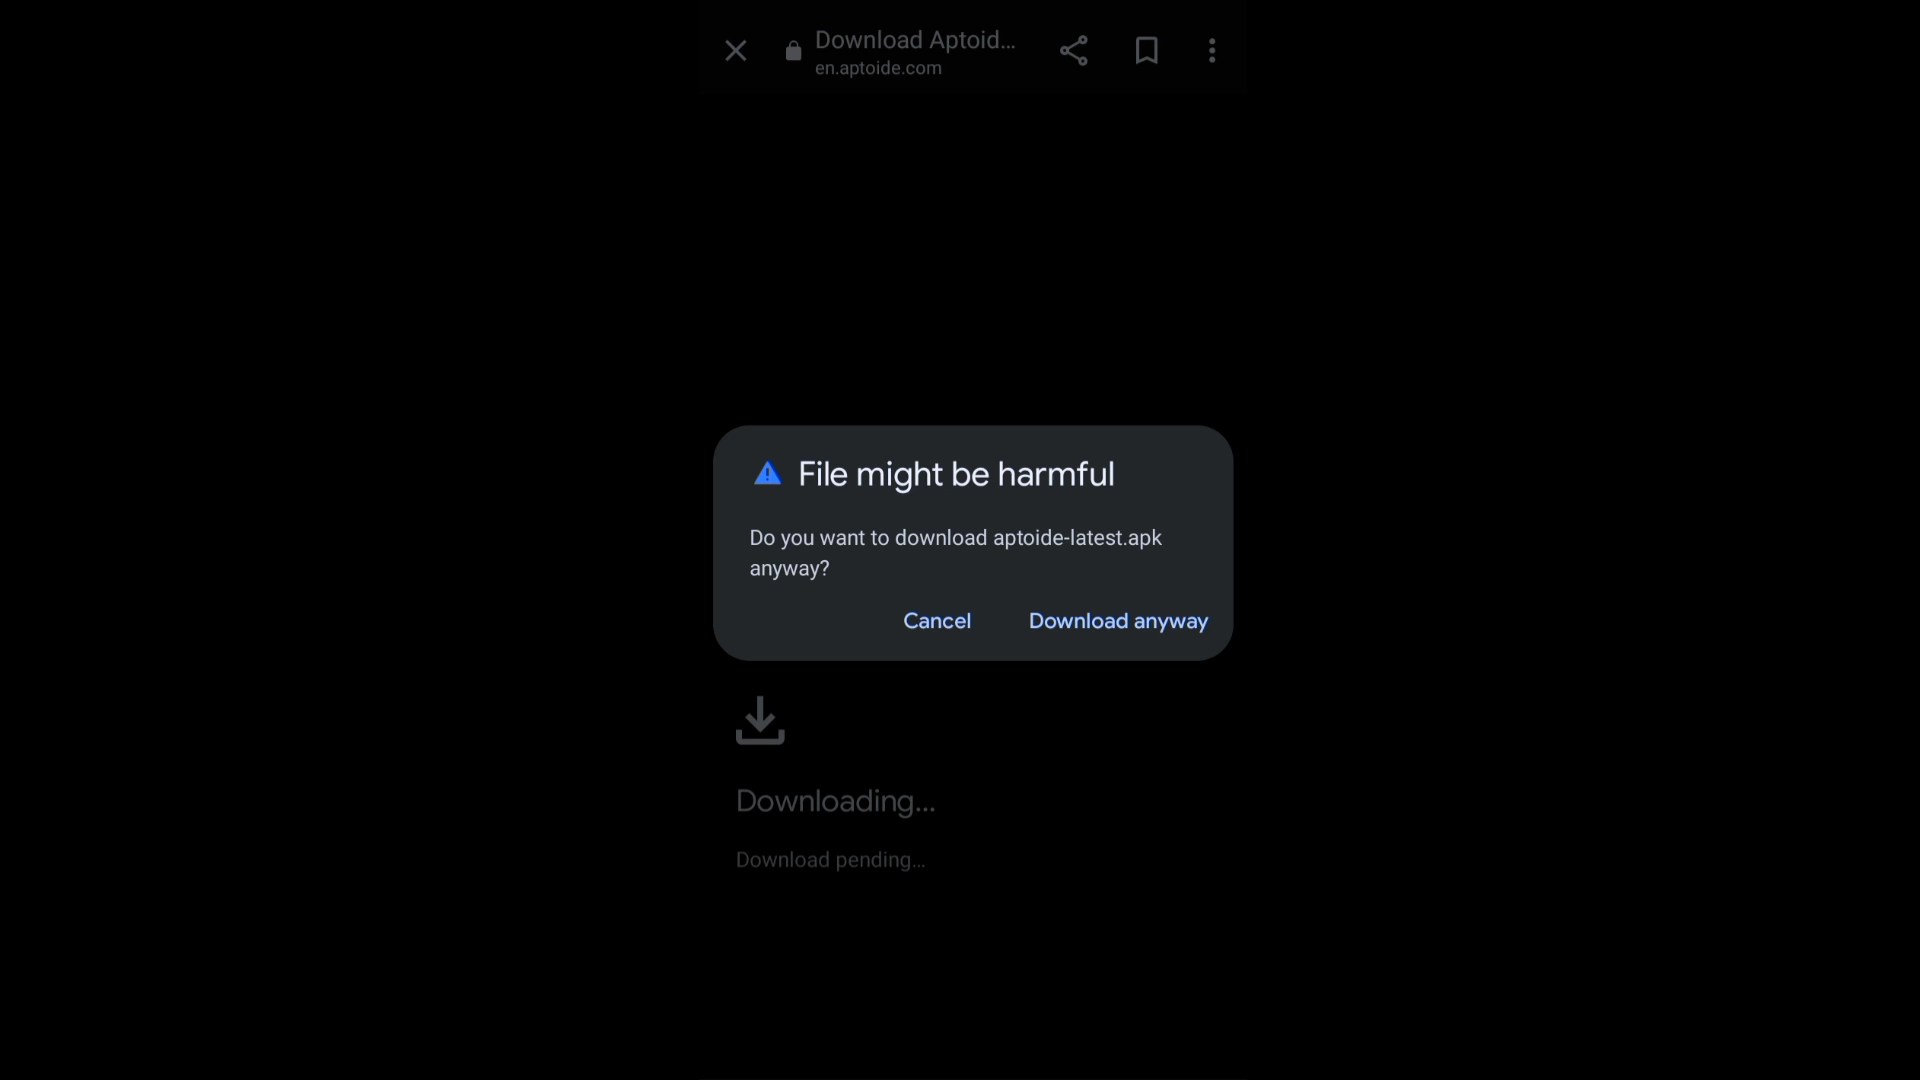 Download Aptoid...
en.aptoide.com
File might be harmful
Do you want to download aptoide-latest.apk
anyway?
Cancel Download anyway
Downloading...
Download pending...